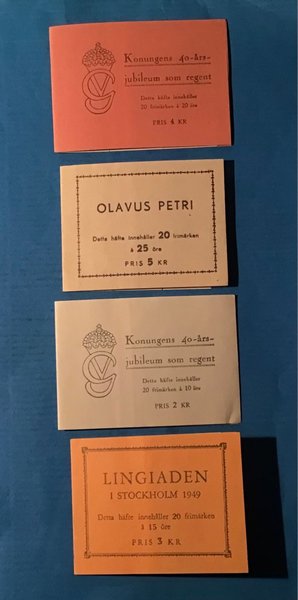 Konungens 40-års-
jubileum som regent
Detta häfte innehåller
20 frimärken à 20 öre
PRIS 4 KR
OLAVUS PETRI
Detta häfte innehåller 20 frimärken
à 25 öre
PRIS 5 KR
Konungens 40-års-
jubileum som regent
Detta häfte innehåller
20 frimärken à 10 öre
PRIS 2 KR
LINGIADEN
I STOCKHOLM 1949
Detta häfte innehåller 20 frimärken
à 15 öre
PRIS 3 KR